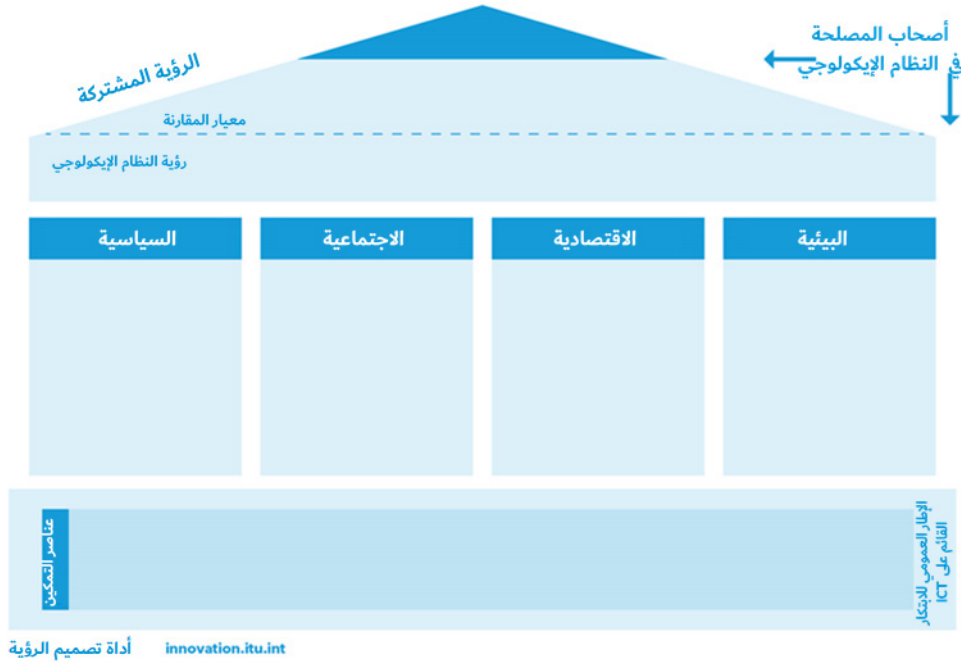 أصحاب المصلحة
في النظام الإيكولوجي
الرؤية المشتركة
معيار المقارنة
رؤية النظام الإيكولوجي
البيئية
الاقتصادية
الاجتماعية
السياسية
الإطار العمومي للابتكار
القائم على ICT
عناصر التمكين
أداة تصميم الرؤية
innovation.itu.int